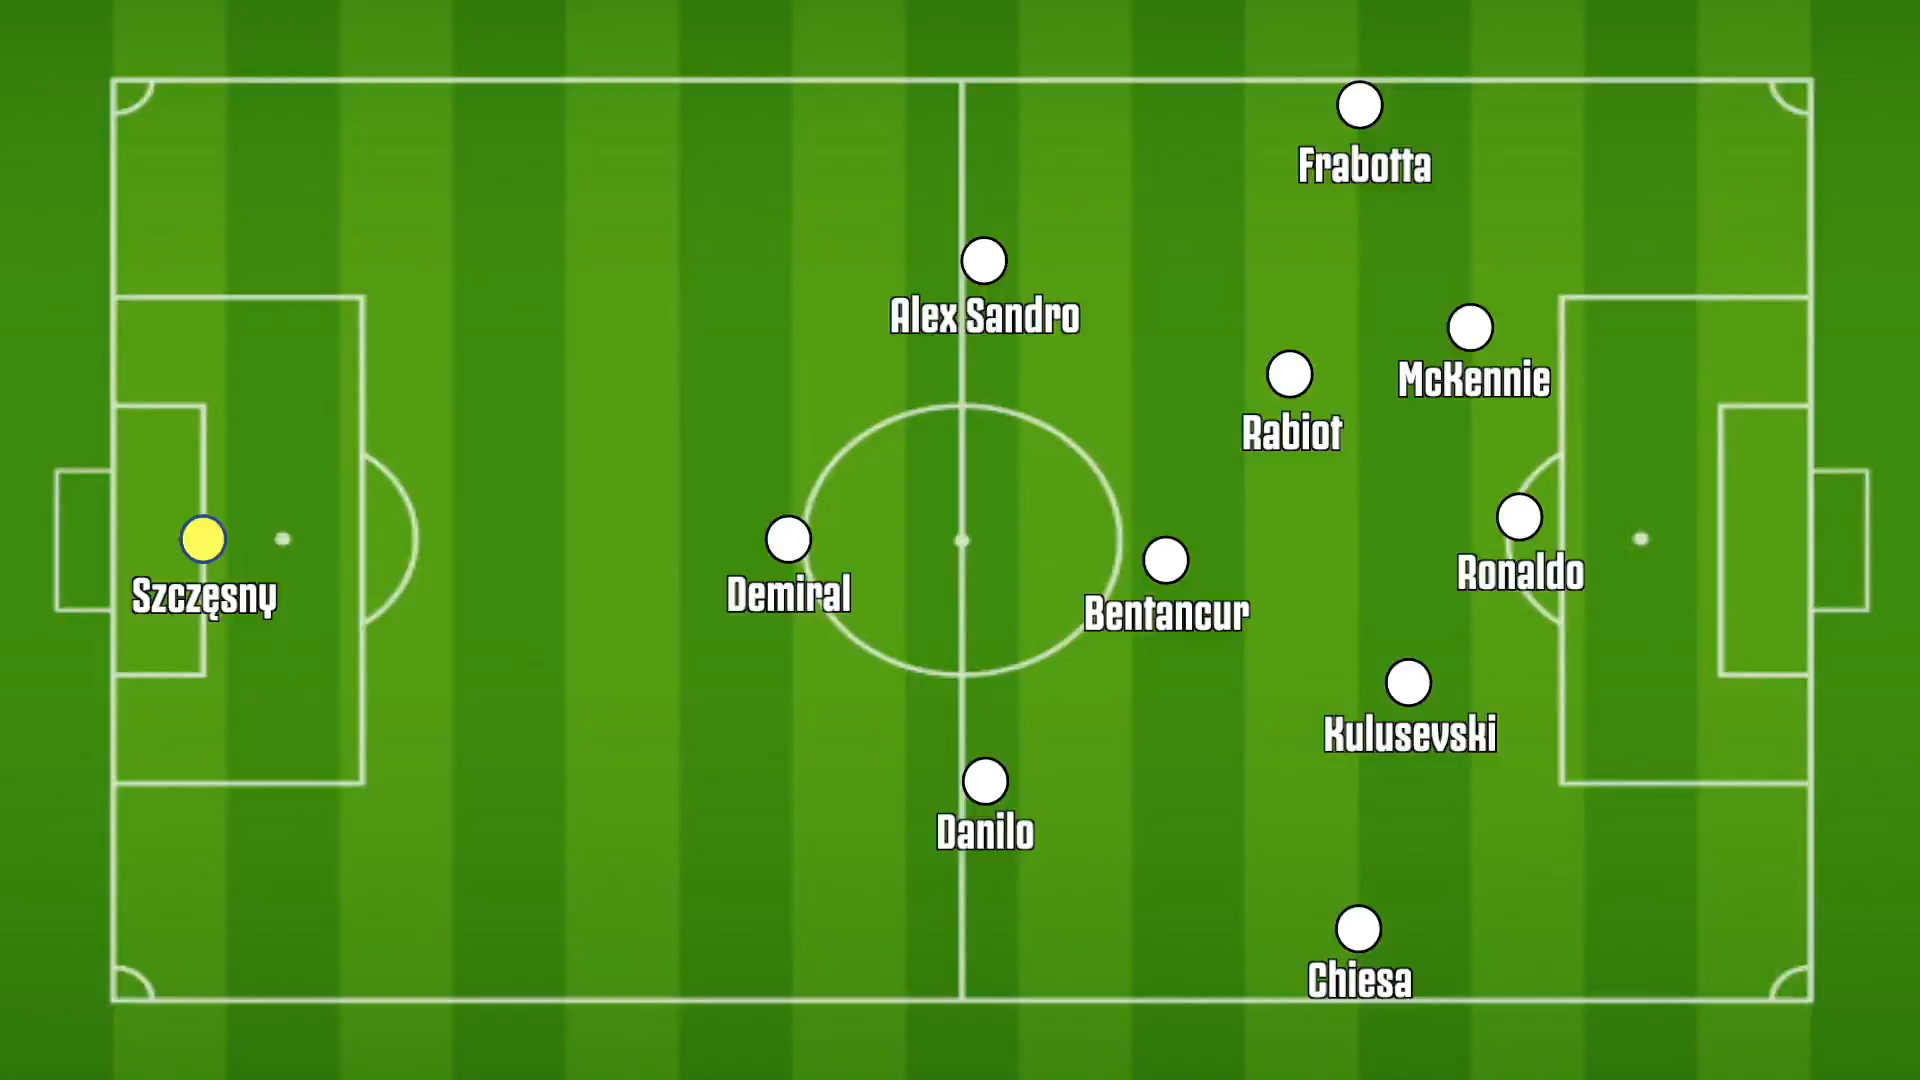 Frabotta
Alex Sandro
McKennie
Rabiot
Ronaldo
Szczęsny
Demiral
Bentancur
Kulusevski
Danilo
Chiesa